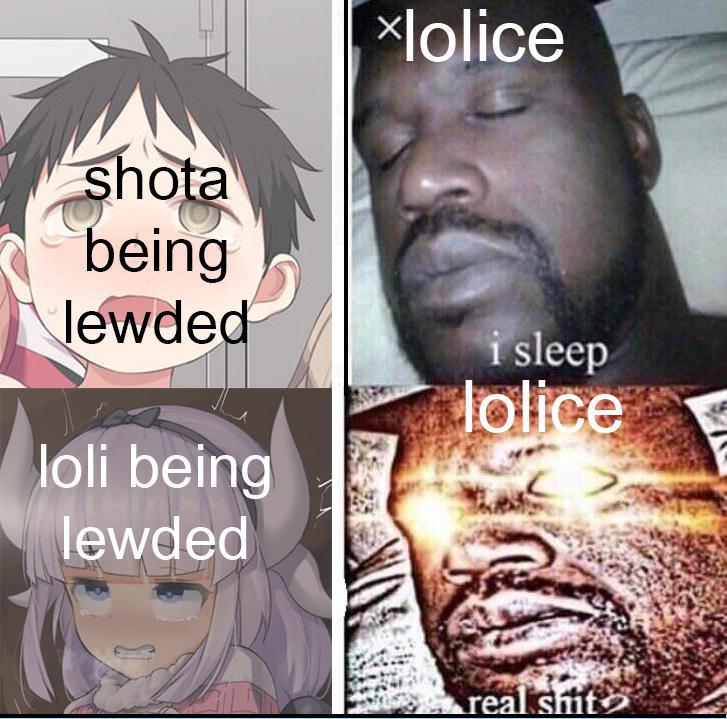 shota
being
lewded
×lolice
i sleep
loli being
lewded
lolice
real shit?